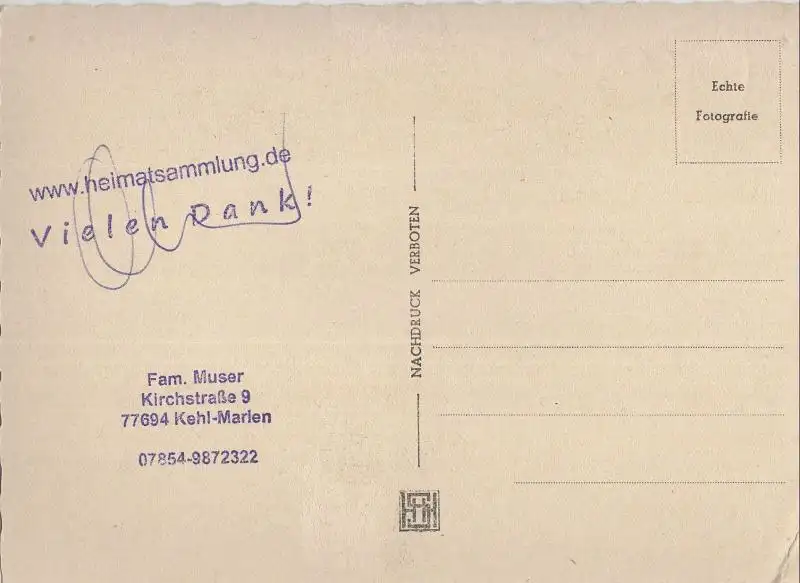 www.heimatsammlung.de
Vielen Dank!
Fam. Muser
Kirchstraße 9
77694 Kehl-Marlen
07854-9872322
NACHDRUCK VERBOTEN
Echte
Fotografie